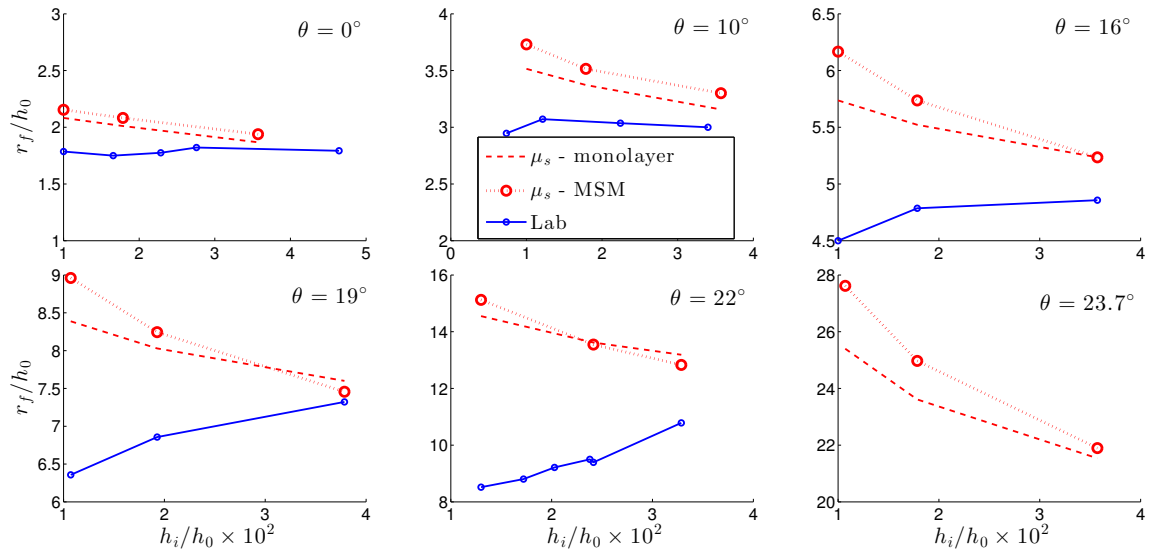 θ = 0°
3
2.5
2
1.5
1
r_f/h_0
1 2 3 4 5
θ = 10°
4
3.5
3
2.5
2
0 1 2 3 4
μ_s - monolayer
μ_s - MSM
Lab
θ = 16°
6.5
6
5.5
5
4.5
1 2 3 4
θ = 19°
9
8.5
8
7.5
7
6.5
6
r_f/h_0
1 2 3 4
h_i/h_0 × 10^2
θ = 22°
16
14
12
10
8
1 2 3 4
h_i/h_0 × 10^2
θ = 23.7°
28
26
24
22
20
1 2 3 4
h_i/h_0 × 10^2